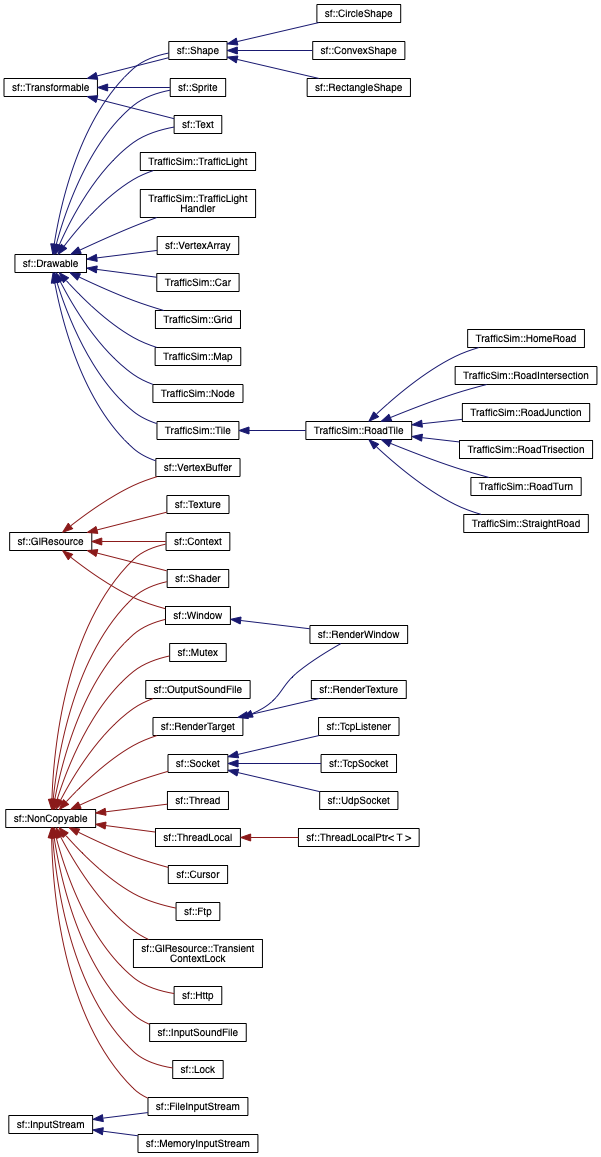 sf::CircleShape
sf::Shape
sf::ConvexShape
sf::Transformable
sf::Sprite
sf::RectangleShape
sf::Text
TrafficSim::TrafficLight
TrafficSim::TrafficLight
Handler
sf::VertexArray
sf::Drawable
TrafficSim::Car
TrafficSim::Grid
TrafficSim::HomeRoad
TrafficSim::Map
TrafficSim::RoadIntersection
TrafficSim::Node
TrafficSim::RoadJunction
TrafficSim::Tile
TrafficSim::RoadTile
TrafficSim::RoadTrisection
sf::VertexBuffer
TrafficSim::RoadTurn
sf::Texture
TrafficSim::StraightRoad
sf::GlResource
sf::Context
sf::Shader
sf::Window
sf::RenderWindow
sf::Mutex
sf::OutputSoundFile
sf::RenderTexture
sf::RenderTarget
sf::TcpListener
sf::Socket
sf::TcpSocket
sf::Thread
sf::UdpSocket
sf::NonCopyable
sf::ThreadLocal
sf::ThreadLocalPtr< T >
sf::Cursor
sf::Ftp
sf::GlResource::Transient
ContextLock
sf::Http
sf::InputSoundFile
sf::Lock
sf::FileInputStream
sf::InputStream
sf::MemoryInputStream